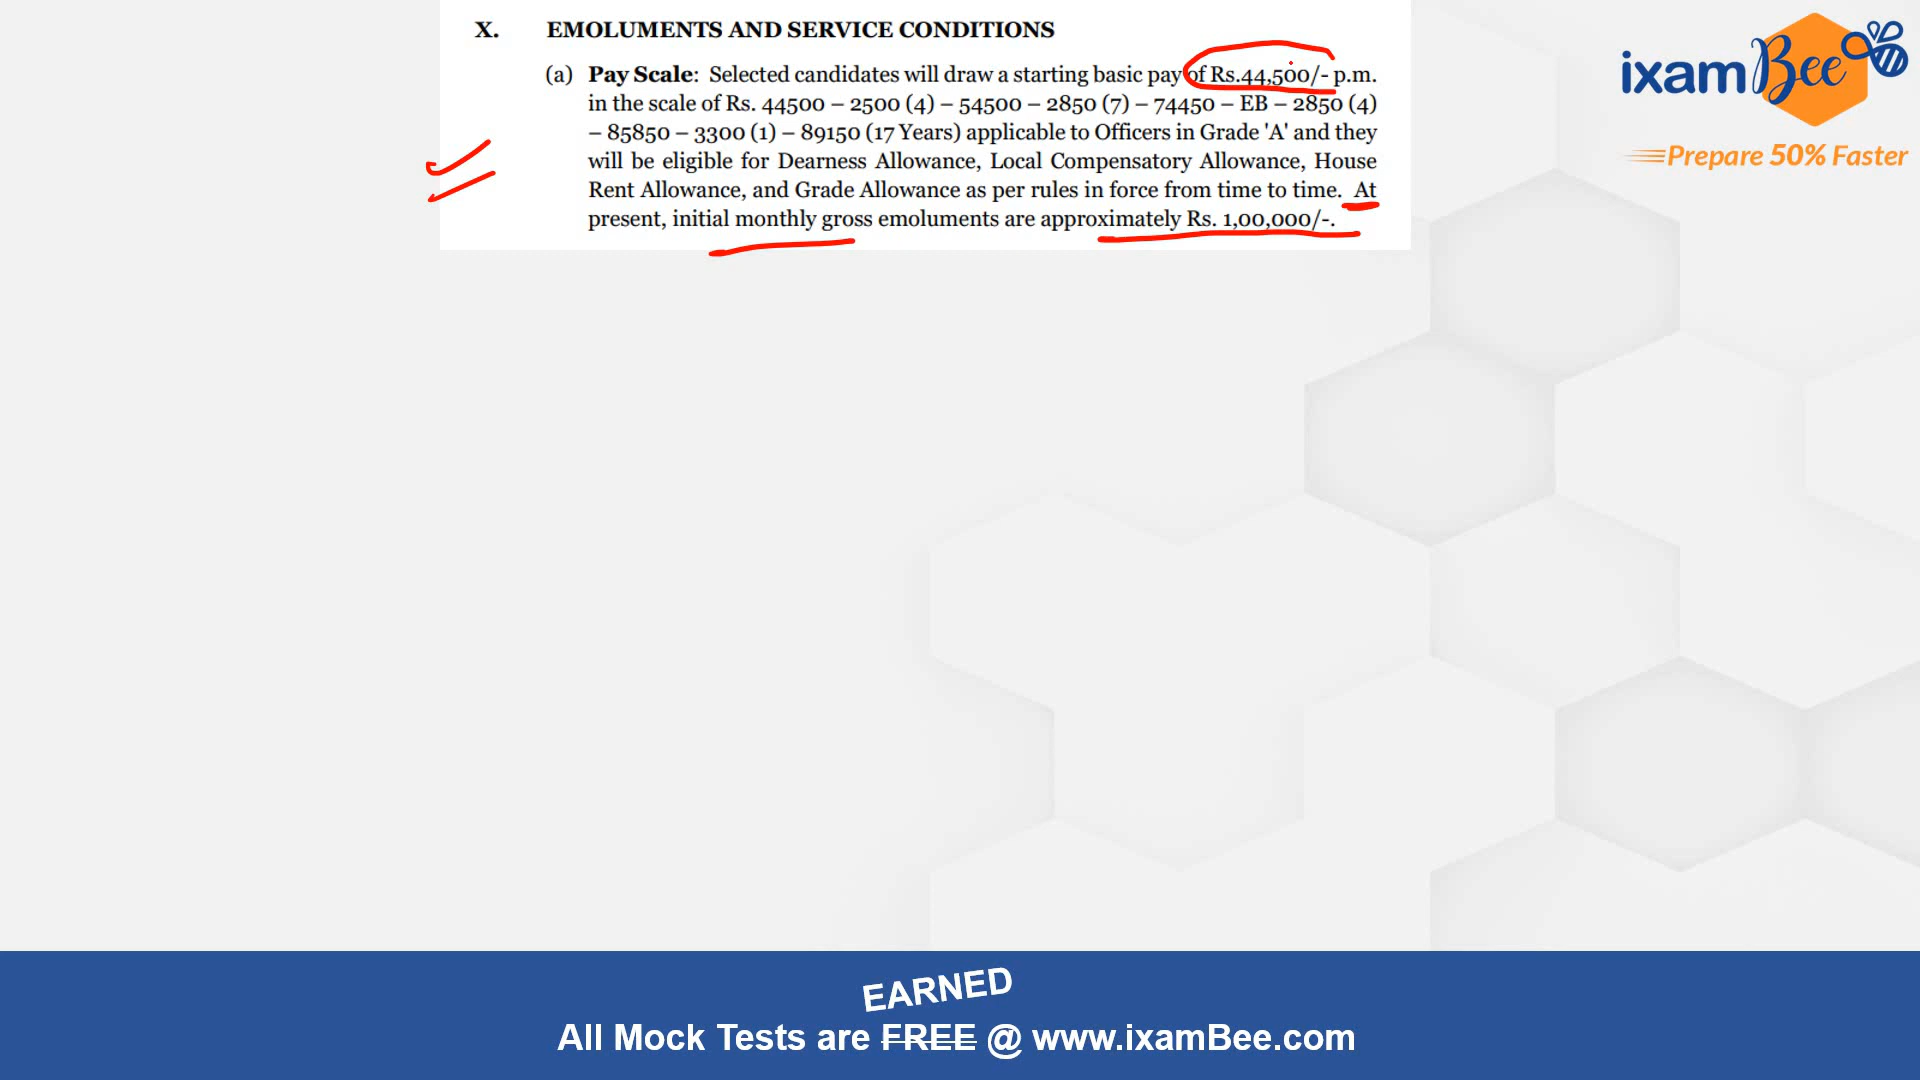 X. EMOLUMENTS AND SERVICE CONDITIONS
(a) Pay Scale: Selected candidates will draw a starting basic pay of Rs.44,500/- p.m.
in the scale of Rs. 44500 – 2500 (4) – 54500 – 2850 (7) – 74450 – EB – 2850 (4)
– 85850 – 3300 (1) – 89150 (17 Years) applicable to Officers in Grade 'A' and they
will be eligible for Dearness Allowance, Local Compensatory Allowance, House
Rent Allowance, and Grade Allowance as per rules in force from time to time. At
present, initial monthly gross emoluments are approximately Rs. 1,00,000/-.
ixamBee
Prepare 50% Faster
EARNED
All Mock Tests are FREE @ www.ixamBee.com